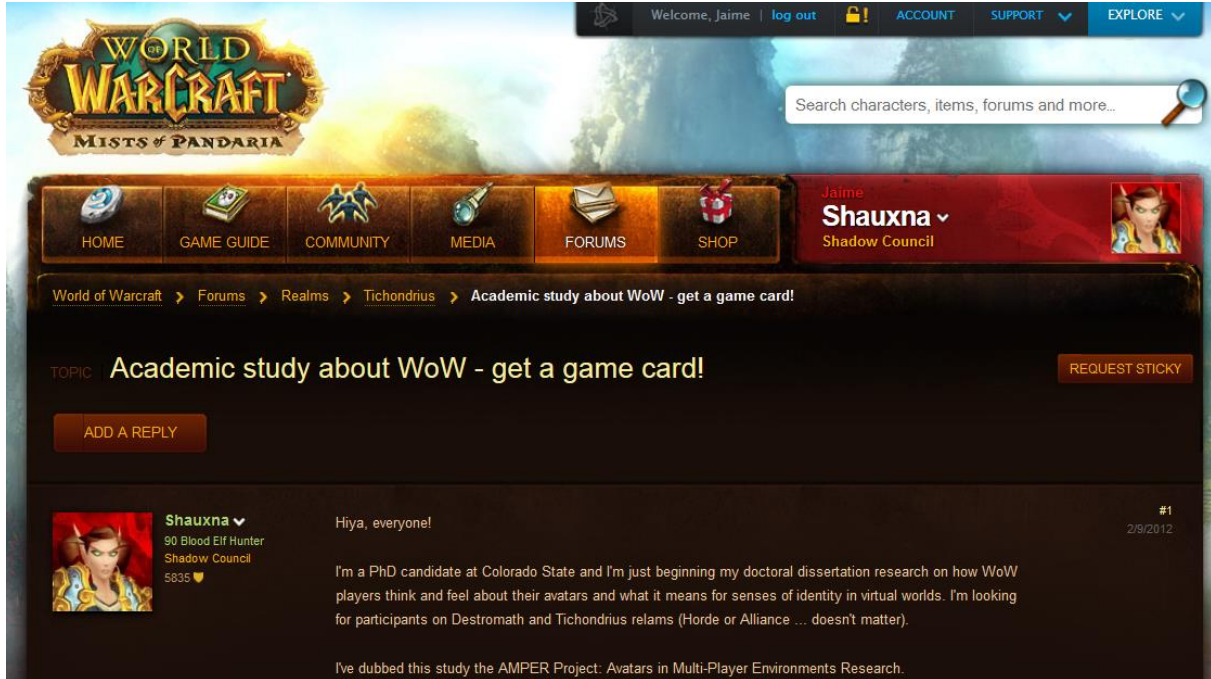 Welcome, Jaime | log out ! ACCOUNT SUPPORT EXPLORE
WORLD
OF
WARCRAFT
MISTS of PANDARIA
Search characters, items, forums and more...
HOME GAME GUIDE COMMUNITY MEDIA FORUMS SHOP
Jaime
Shauxna
Shadow Council
World of Warcraft > Forums > Realms > Tichondrius > Academic study about WoW - get a game card!
TOPIC Academic study about WoW - get a game card!
REQUEST STICKY
ADD A REPLY
Shauxna
90 Blood Elf Hunter
Shadow Council
5835
Hiya, everyone!
#1
2/9/2012
I'm a PhD candidate at Colorado State and I'm just beginning my doctoral dissertation research on how WoW
players think and feel about their avatars and what it means for senses of identity in virtual worlds. I'm looking
for participants on Destromath and Tichondrius relams (Horde or Alliance ... doesn't matter).
I've dubbed this study the AMPER Project: Avatars in Multi-Player Environments Research.